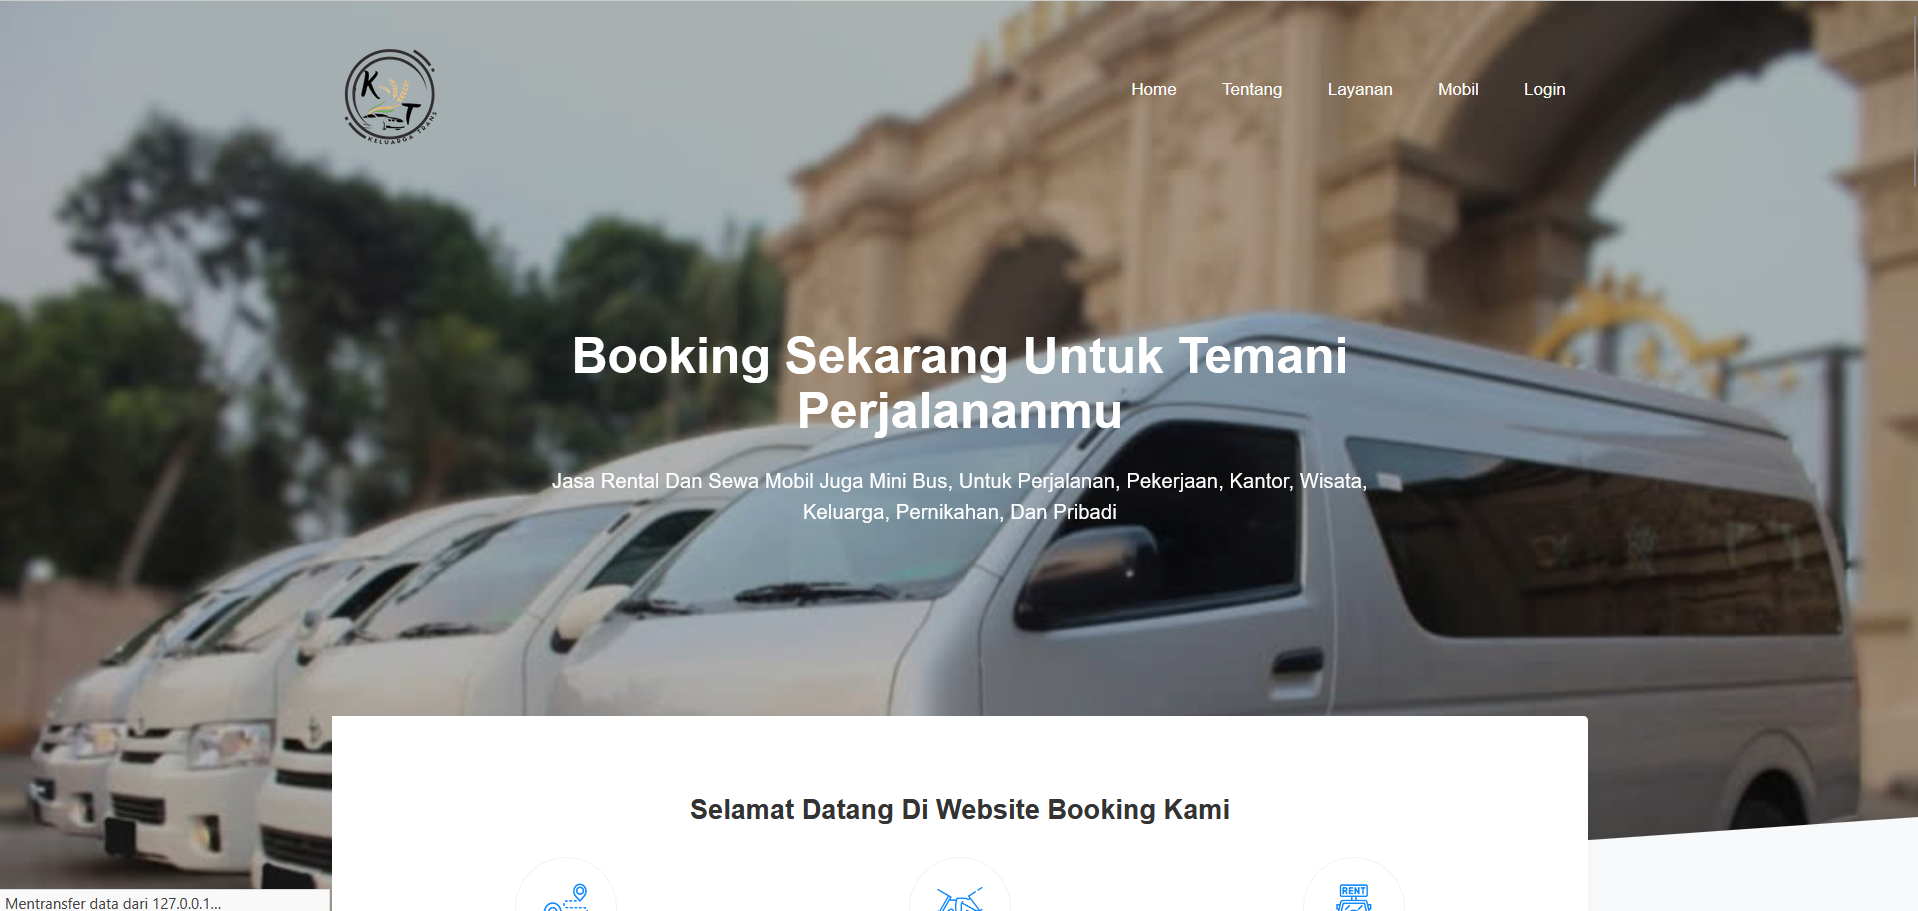 K
T
KELUARGA TRANS
Home Tentang Layanan Mobil Login
Booking Sekarang Untuk Temani
Perjalananmu
Jasa Rental Dan Sewa Mobil Juga Mini Bus, Untuk Perjalanan, Pekerjaan, Kantor, Wisata,
Keluarga, Pernikahan, Dan Pribadi
Selamat Datang Di Website Booking Kami
RENT
Mentransfer data dari 127.0.0.1...